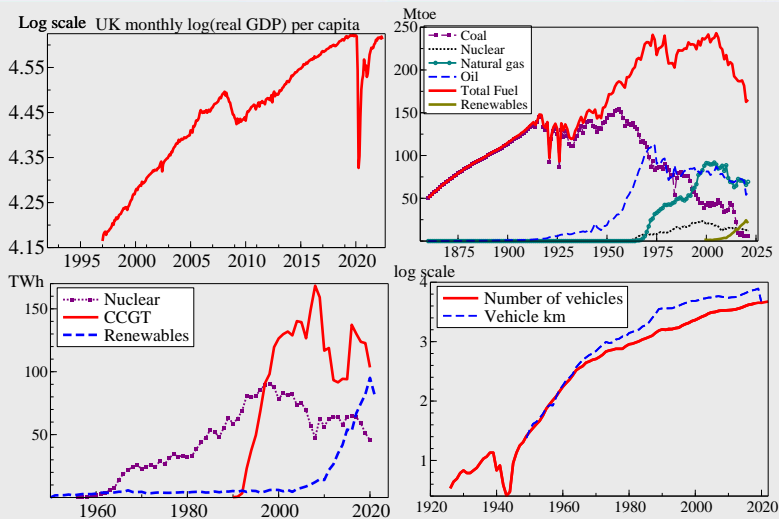 Log scale UK monthly log(real GDP) per capita
4.55
4.45
4.35
4.25
4.15
1995 2000 2005 2010 2015 2020
Mtoe
250
200
150
100
50
Coal
Nuclear
Natural gas
Oil
Total Fuel
Renewables
1875 1900 1925 1950 1975 2000 2025
TWh
150
100
50
Nuclear
CCGT
Renewables
1960 1980 2000 2020
log scale
4
3
2
1
Number of vehicles
Vehicle km
1920 1940 1960 1980 2000 2020